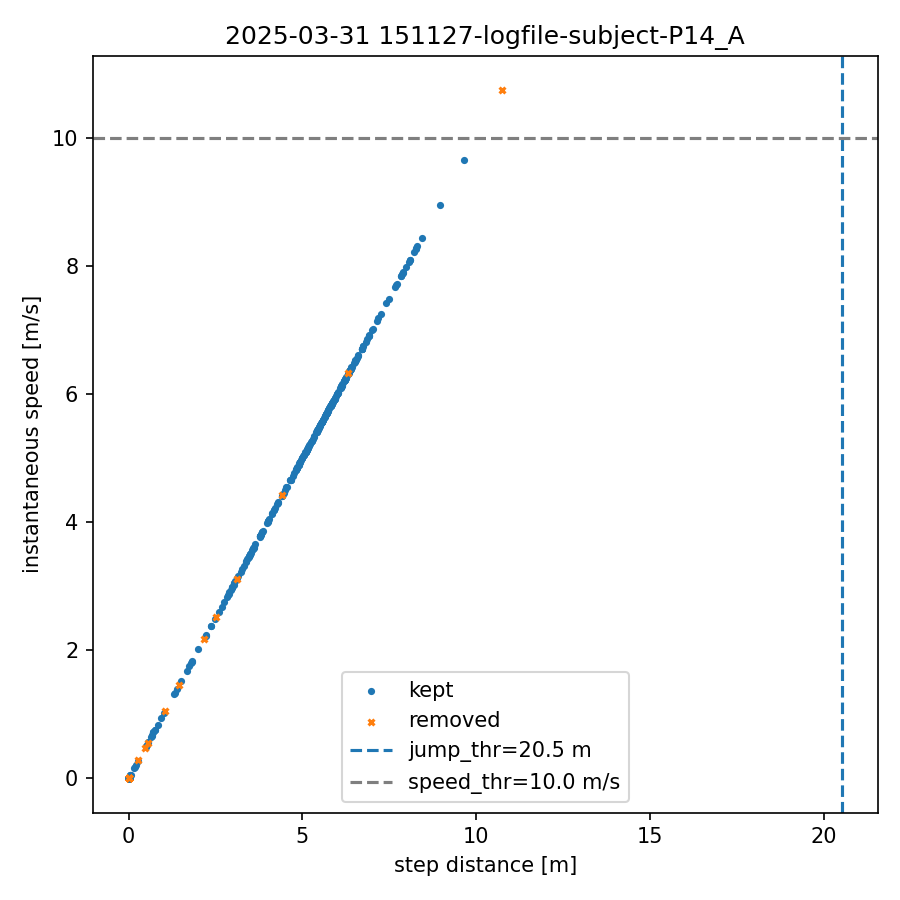 2025-03-31 151127-logfile-subject-P14_A
instantaneous speed [m/s]
10
8
6
4
2
0
kept
removed
jump_thr=20.5 m
speed_thr=10.0 m/s
0 5 10 15 20
step distance [m]